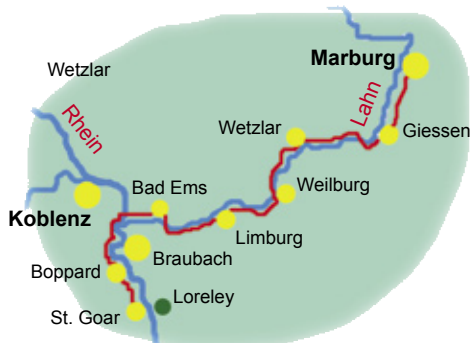 Marburg
Wetzlar
Lahn
Rhein
Wetzlar
Giessen
Bad Ems
Weilburg
Koblenz
Limburg
Braubach
Boppard
Loreley
St. Goar